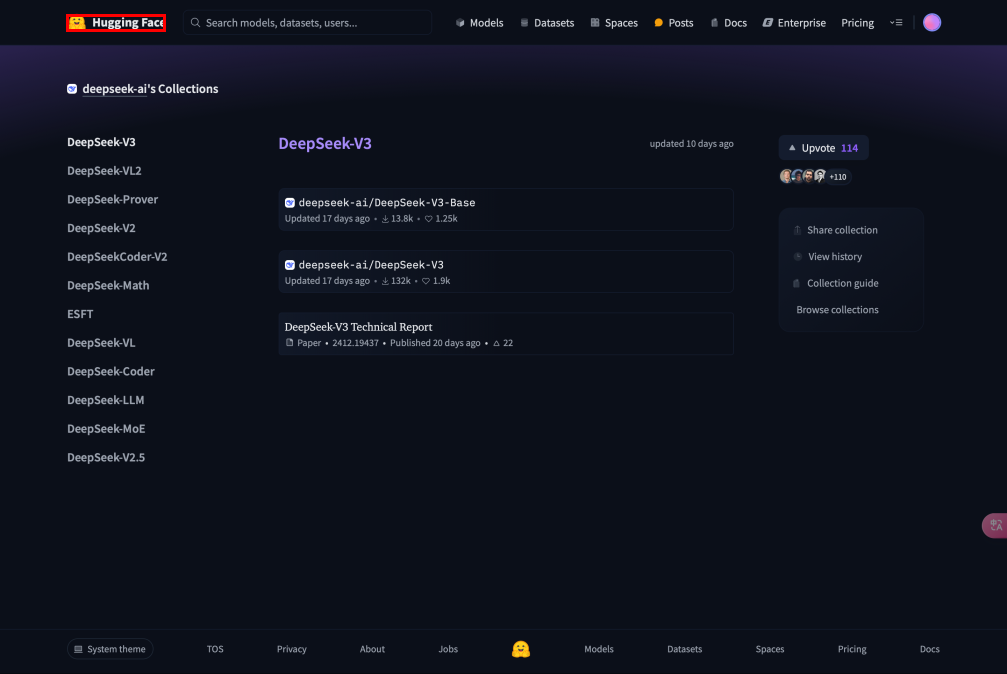 Hugging Face
Search models, datasets, users...
Models
Datasets
Spaces
Posts
Docs
Enterprise
Pricing
deepseek-ai's Collections
DeepSeek-V3
DeepSeek-VL2
DeepSeek-Prover
DeepSeek-V2
DeepSeekCoder-V2
DeepSeek-Math
ESFT
DeepSeek-VL
DeepSeek-Coder
DeepSeek-LLM
DeepSeek-MoE
DeepSeek-V2.5
DeepSeek-V3
updated 10 days ago
deepseek-ai/DeepSeek-V3-Base
Updated 17 days ago • 13.8k • 1.25k
deepseek-ai/DeepSeek-V3
Updated 17 days ago • 132k • 1.9k
DeepSeek-V3 Technical Report
Paper • 2412.19437 • Published 20 days ago • 22
Upvote 114
+110
Share collection
View history
Collection guide
Browse collections
System theme
TOS
Privacy
About
Jobs
Models
Datasets
Spaces
Pricing
Docs